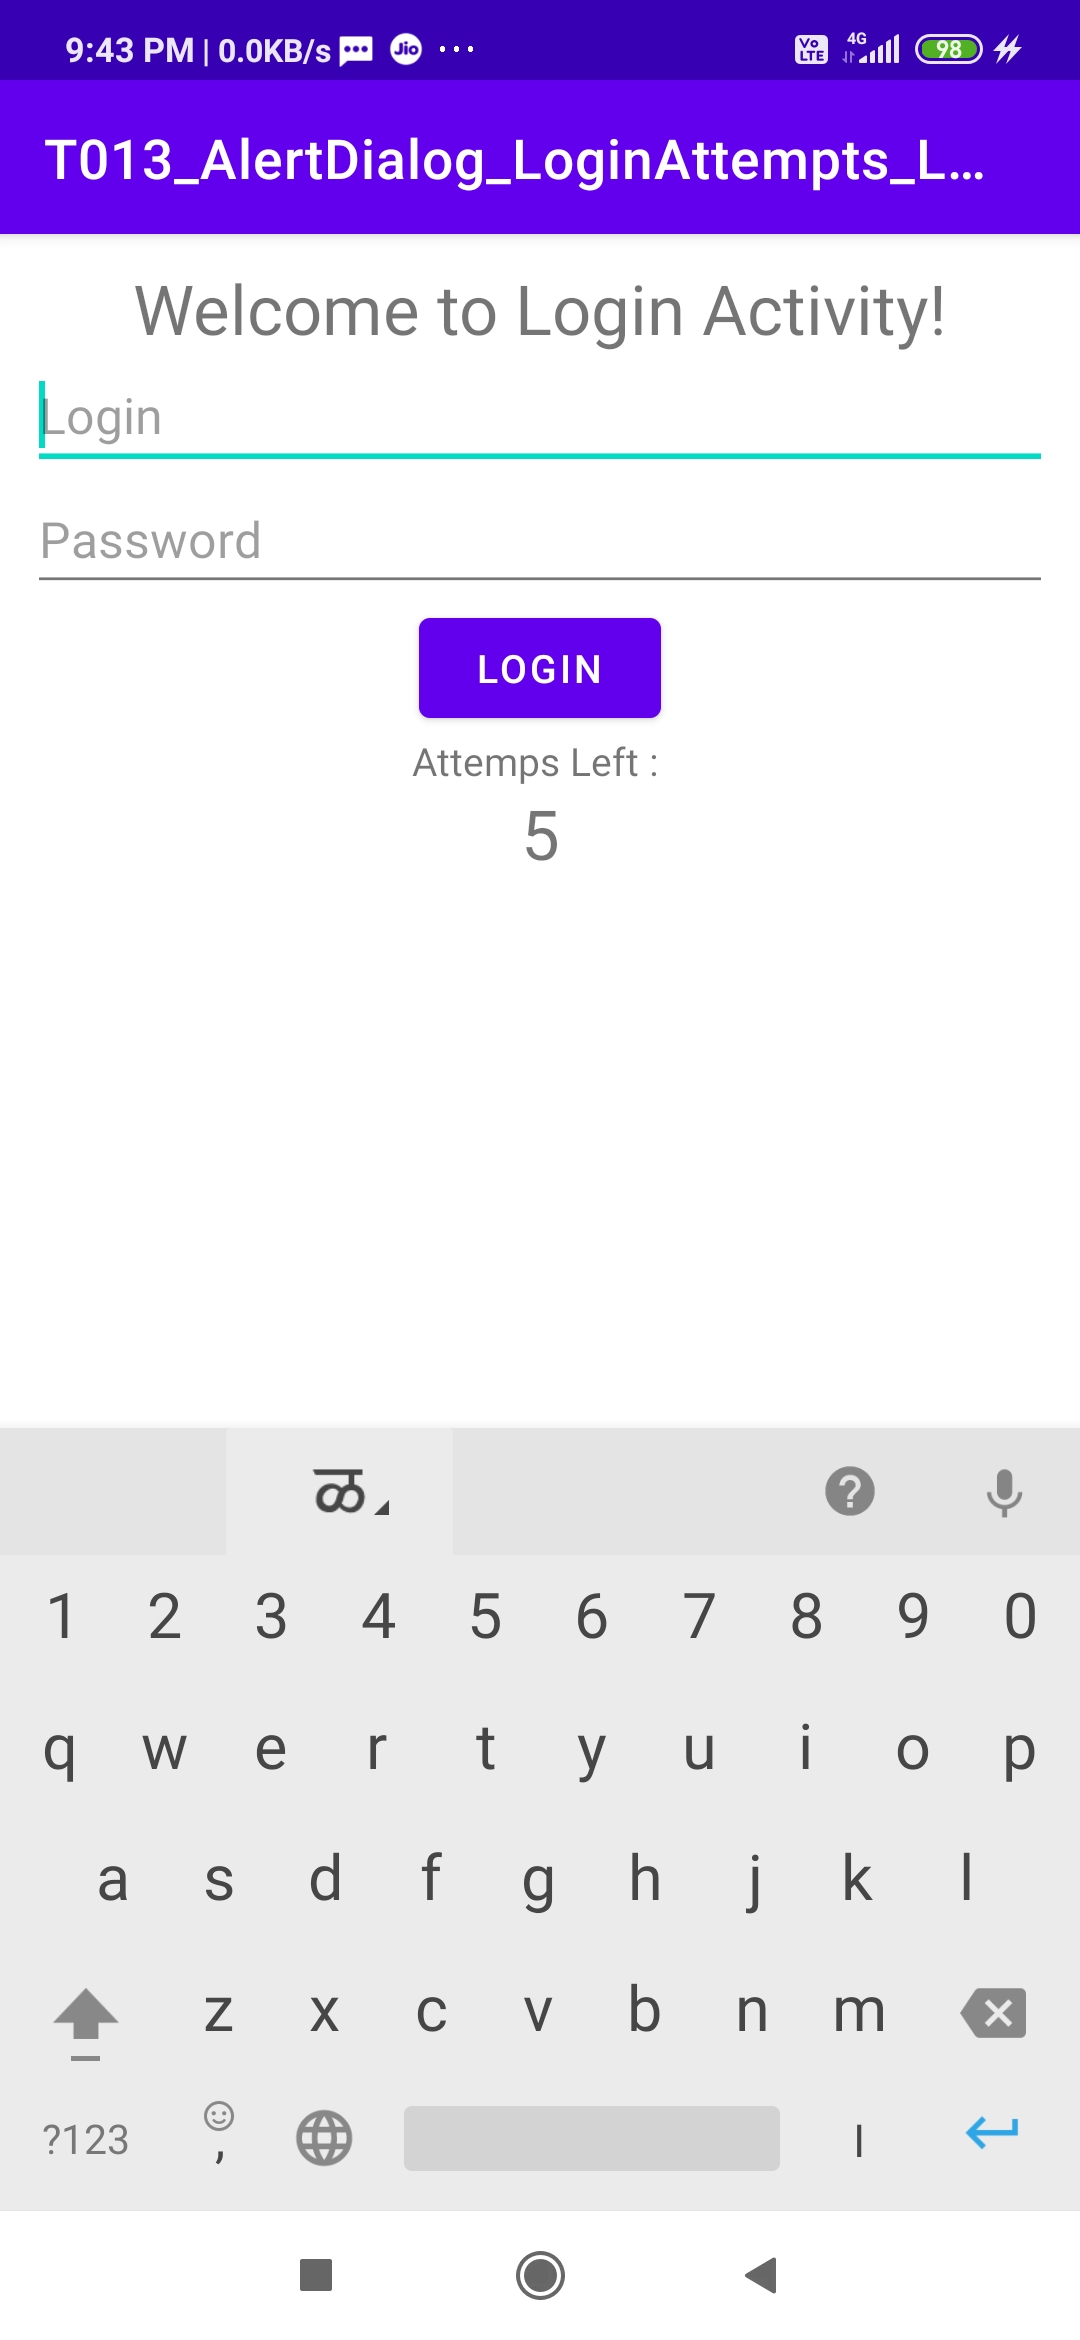 9:43 PM | 0.0KB/s Jio ... Vo LTE 4G 98
T013_AlertDialog_LoginAttempts_L...
Welcome to Login Activity!
Login
Password
LOGIN
Attemps Left :
5
ळ ?
1 2 3 4 5 6 7 8 9 0
q w e r t y u i o p
a s d f g h j k l
z x c v b n m
?123 , ।